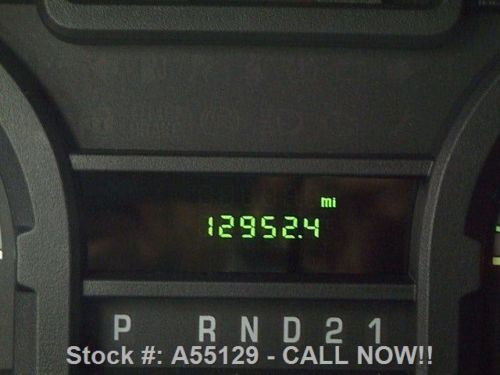 mi
12952.4
P R N D 2 1
Stock #: A55129 - CALL NOW!!